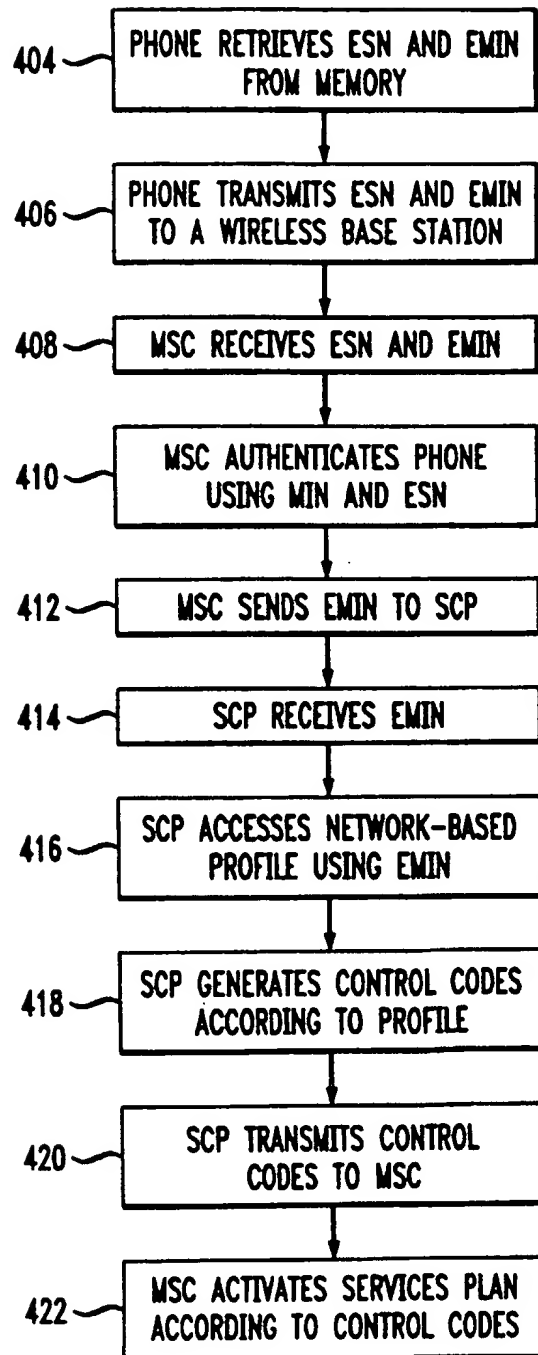 404
PHONE RETRIEVES ESN AND EMIN
FROM MEMORY
406
PHONE TRANSMITS ESN AND EMIN
TO A WIRELESS BASE STATION
408
MSC RECEIVES ESN AND EMIN
410
MSC AUTHENTICATES PHONE
USING MIN AND ESN
412
MSC SENDS EMIN TO SCP
414
SCP RECEIVES EMIN
416
SCP ACCESSES NETWORK-BASED
PROFILE USING EMIN
418
SCP GENERATES CONTROL CODES
ACCORDING TO PROFILE
420
SCP TRANSMITS CONTROL
CODES TO MSC
422
MSC ACTIVATES SERVICES PLAN
ACCORDING TO CONTROL CODES